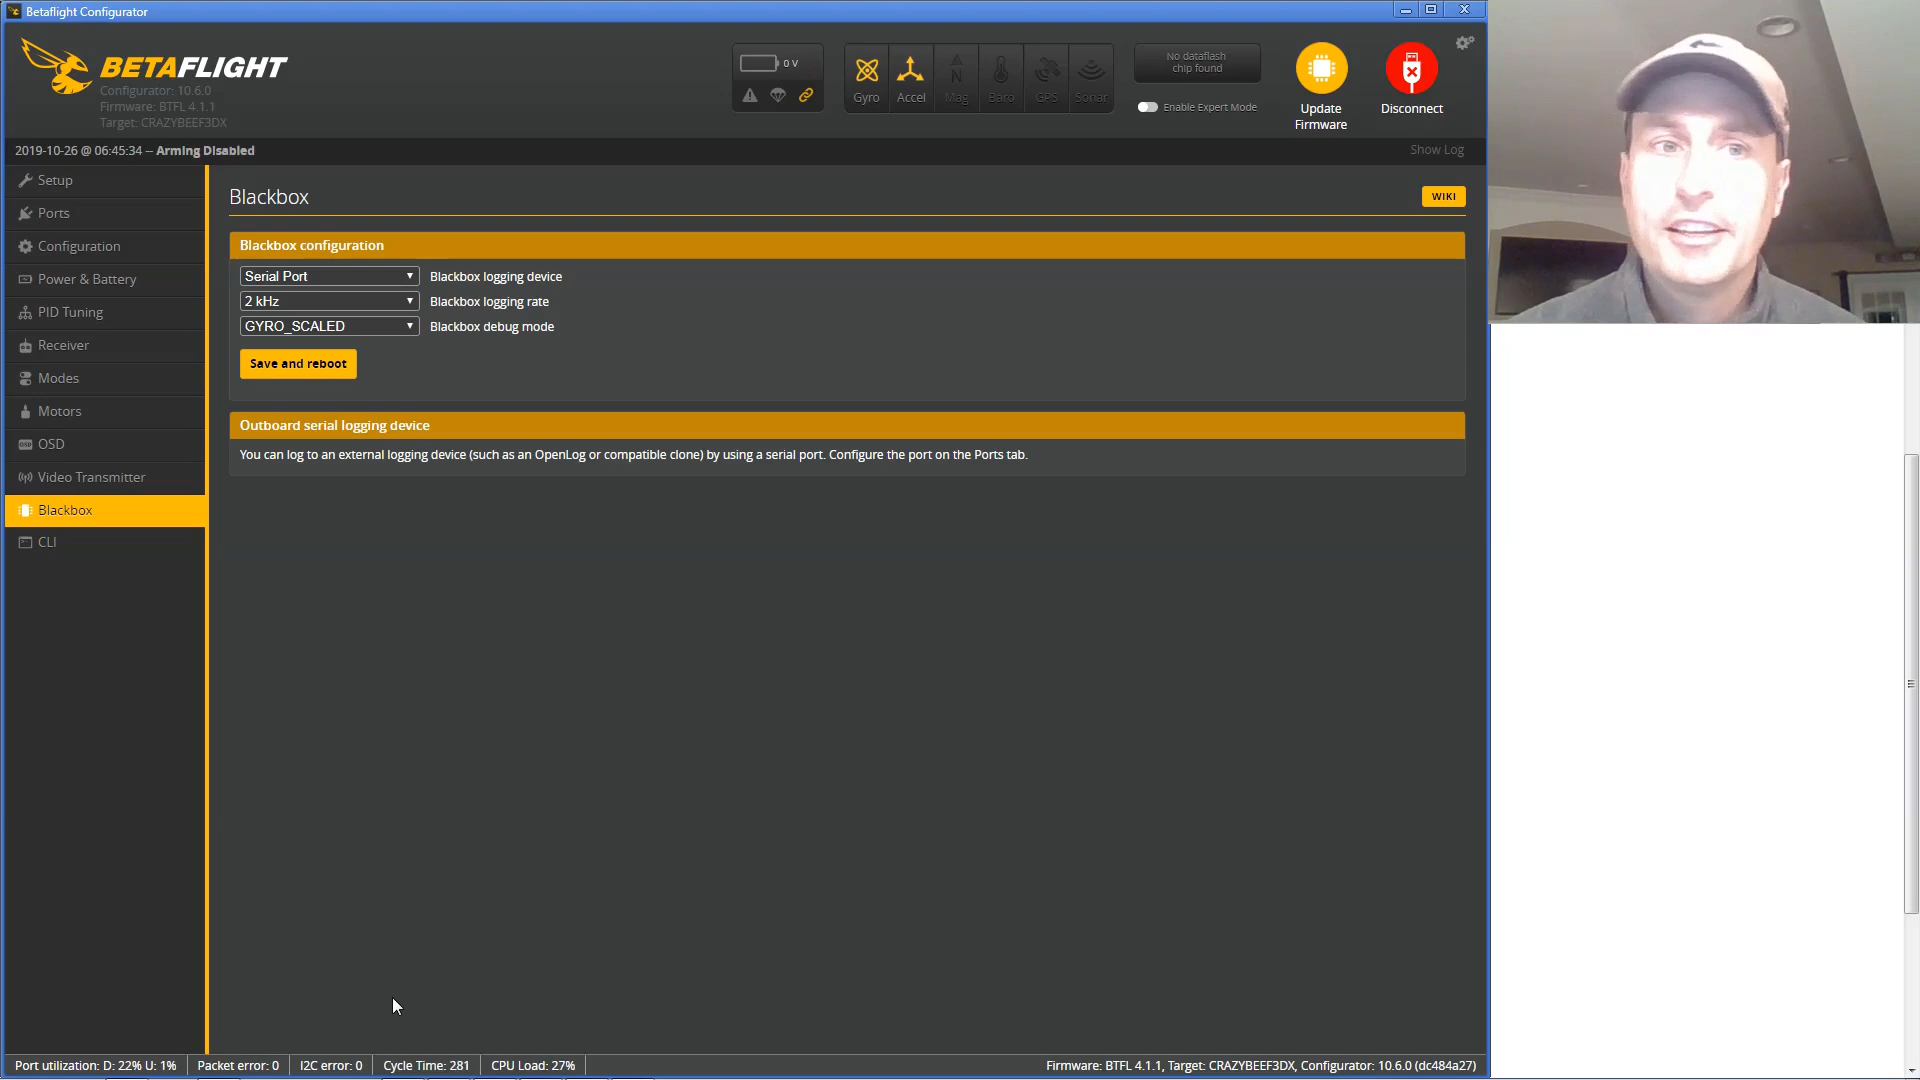 Betaflight Configurator
BETAFLIGHT
Configurator: 10.6.0
Firmware: BTFL 4.1.1
Target: CRAZYBEEF3DX
0 V
Gyro
Accel
Mag
Baro
GPS
Sonar
No dataflash
chip found
Enable Expert Mode
Update
Firmware
Disconnect
2019-10-26 @ 06:45:34 -- Arming Disabled
Show Log
Setup
Ports
Configuration
Power & Battery
PID Tuning
Receiver
Modes
Motors
OSD
OSD
Video Transmitter
Blackbox
CLI
Blackbox
WIKI
Blackbox configuration
Serial Port
Blackbox logging device
2 kHz
Blackbox logging rate
GYRO_SCALED
Blackbox debug mode
Save and reboot
Outboard serial logging device
You can log to an external logging device (such as an OpenLog or compatible clone) by using a serial port. Configure the port on the Ports tab.
Port utilization: D: 22% U: 1%
Packet error: 0
I2C error: 0
Cycle Time: 281
CPU Load: 27%
Firmware: BTFL 4.1.1, Target: CRAZYBEEF3DX, Configurator: 10.6.0 (dc484a27)